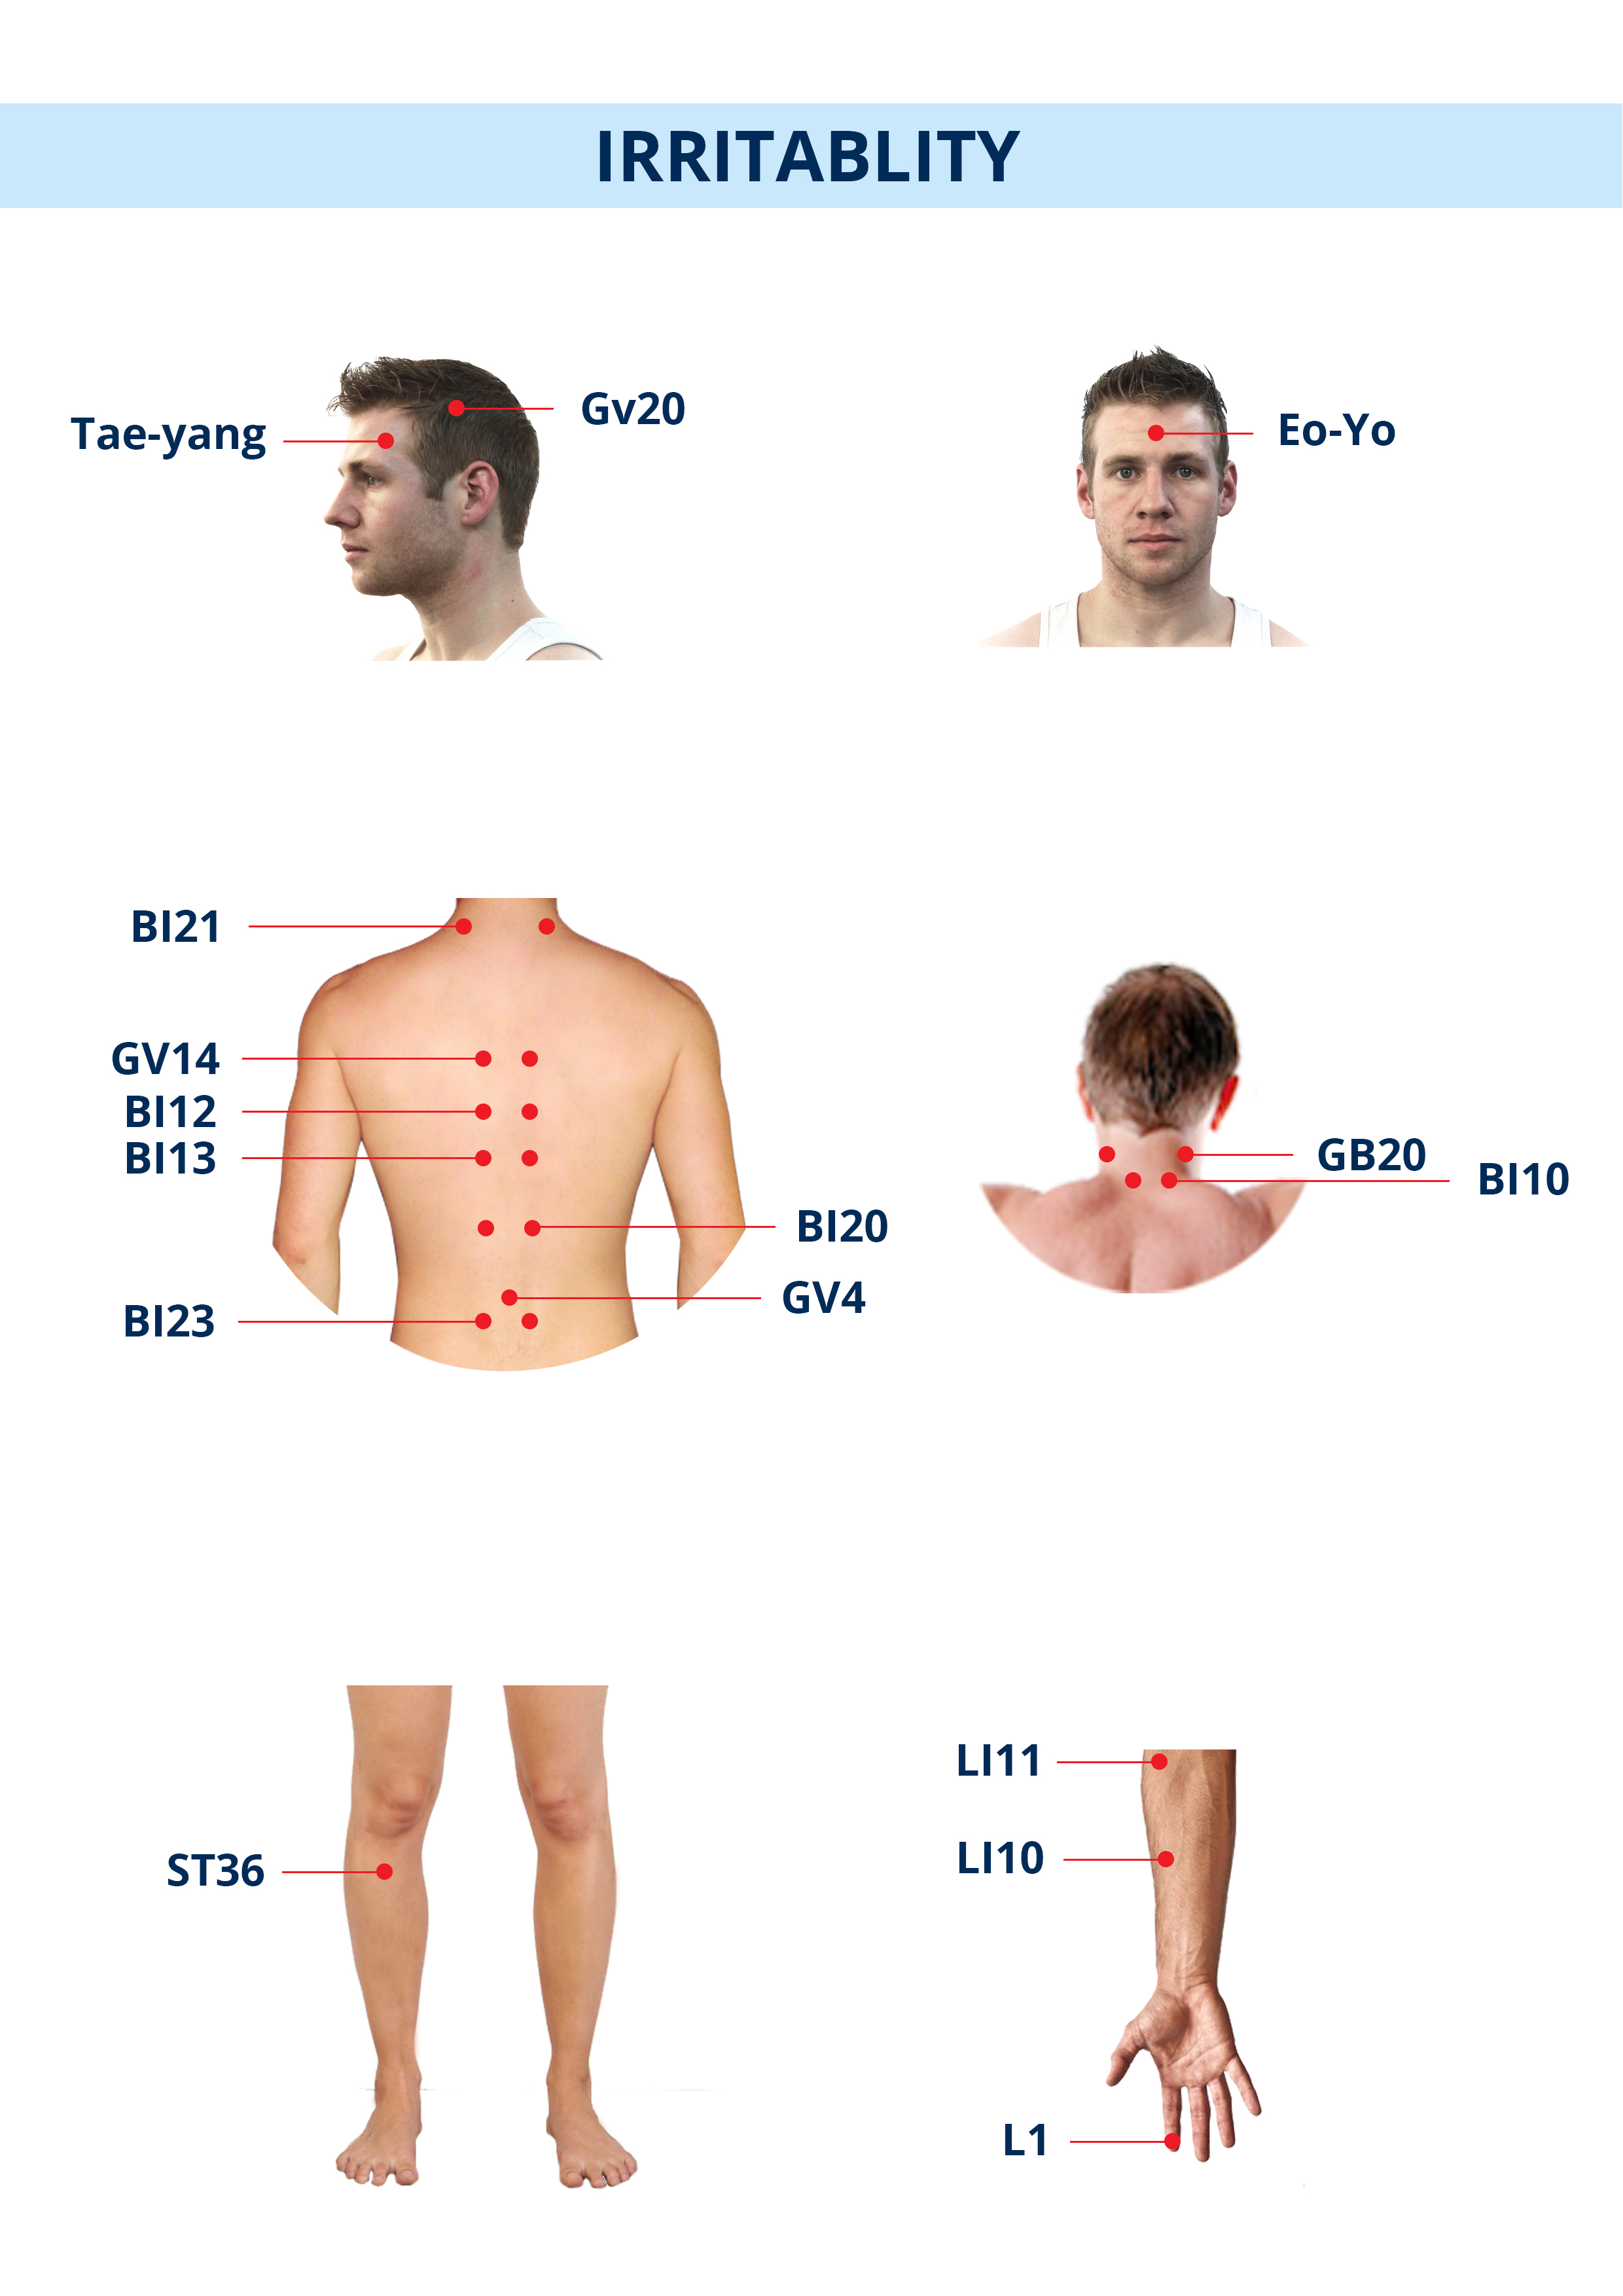 IRRITABLITY
Gv20
Tae-yang
Eo-Yo
BI21
GV14
BI12
BI13
BI20
GV4
BI23
GB20
BI10
ST36
LI11
LI10
L1